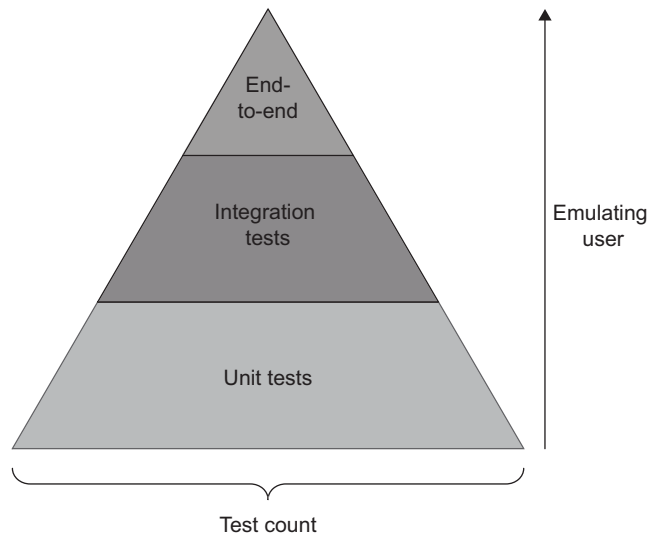 End-
to-end
Integration
tests
Emulating
user
Unit tests
Test count